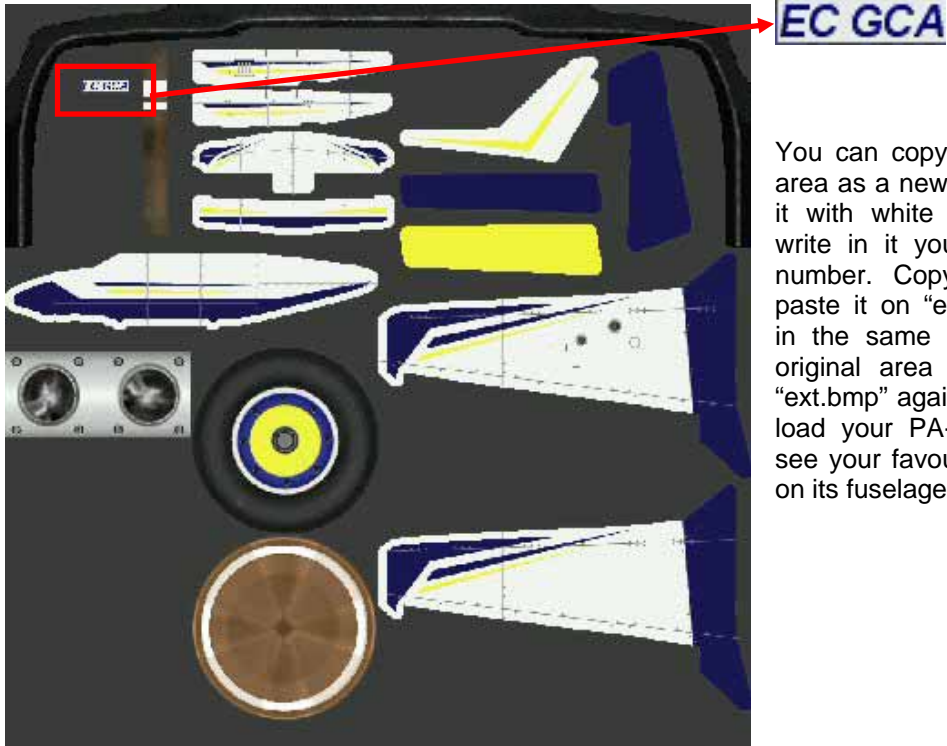 EC GCA
You can copy
area as a new
it with white
write in it you
number. Copy
paste it on “e
in the same
original area
“ext.bmp” agai
load your PA-
see your favou
on its fuselage